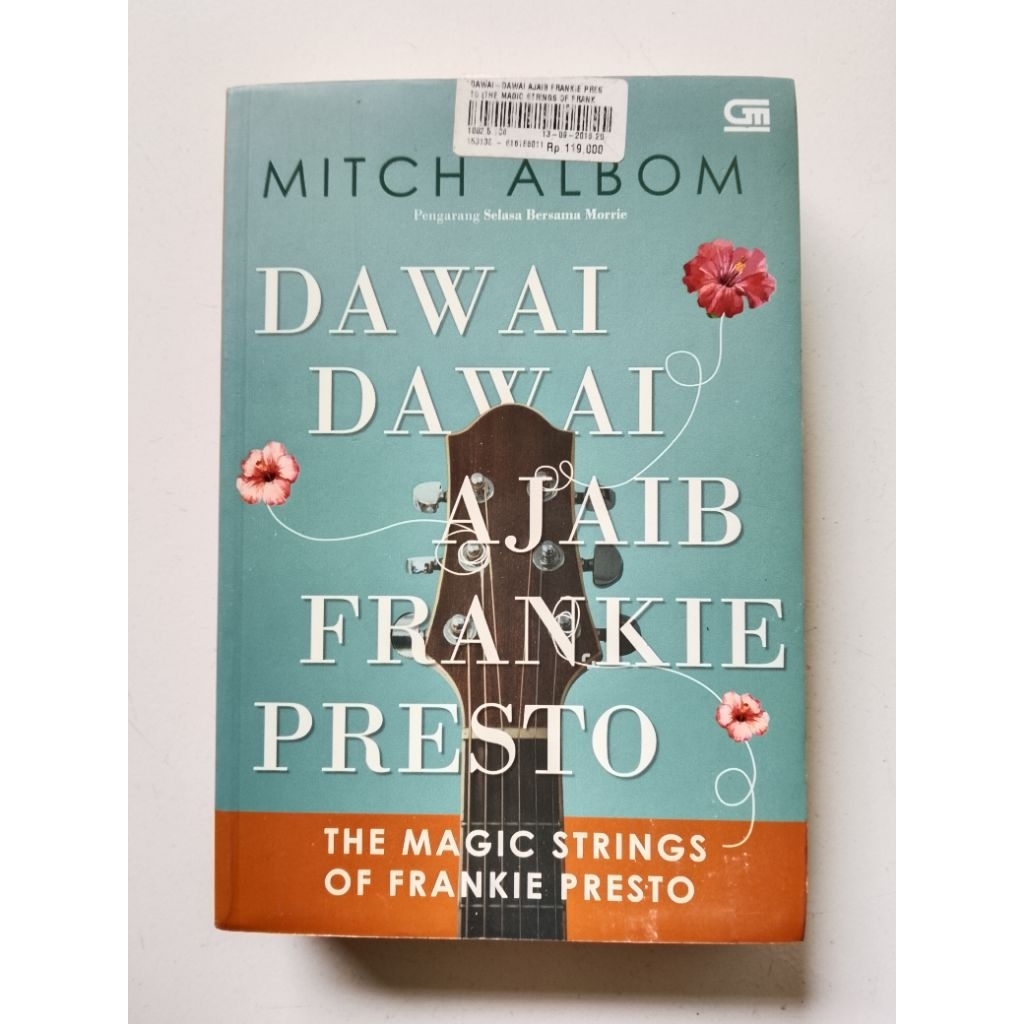 DAWAI-DAWAI AJAIB FRANKIE PRES
TO (THE MAGIC STRINGS OF FRANK
Rp. 119,000
GM
MITCH ALBOM
Pengarang Selasa Bersama Morrie
DAWAI
DAWAI
AJAIB
FRANKIE
PRESTO
THE MAGIC STRINGS
OF FRANKIE PRESTO